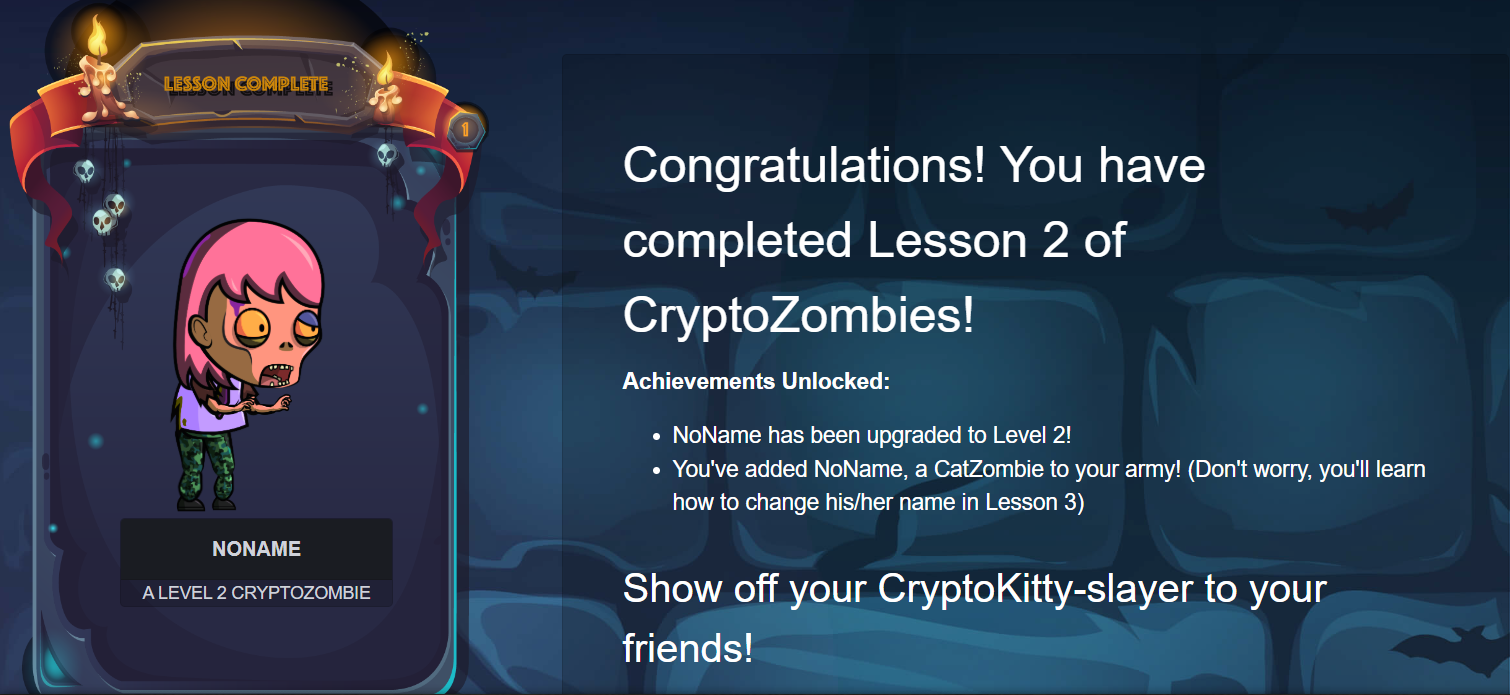 LESSON COMPLETE
1
NONAME
A LEVEL 2 CRYPTOZOMBIE
Congratulations! You have
completed Lesson 2 of
CryptoZombies!
Achievements Unlocked:
• NoName has been upgraded to Level 2!
• You've added NoName, a CatZombie to your army! (Don't worry, you'll learn
how to change his/her name in Lesson 3)
Show off your CryptoKitty-slayer to your
friends!